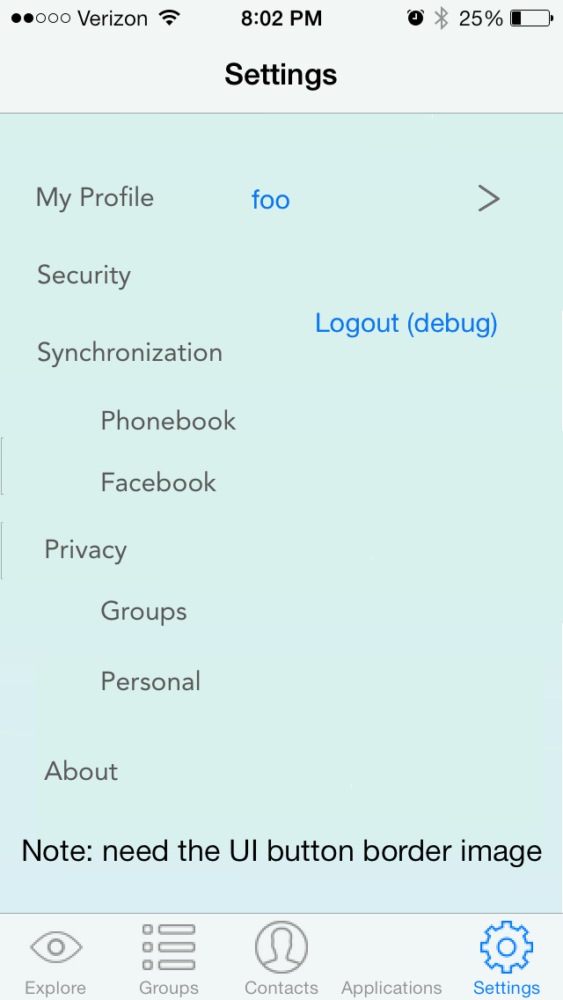 Verizon 8:02 PM 25%
Settings
My Profile foo
Security
Logout (debug)
Synchronization
Phonebook
Facebook
Privacy
Groups
Personal
About
Note: need the UI button border image
Explore Groups Contacts Applications Settings